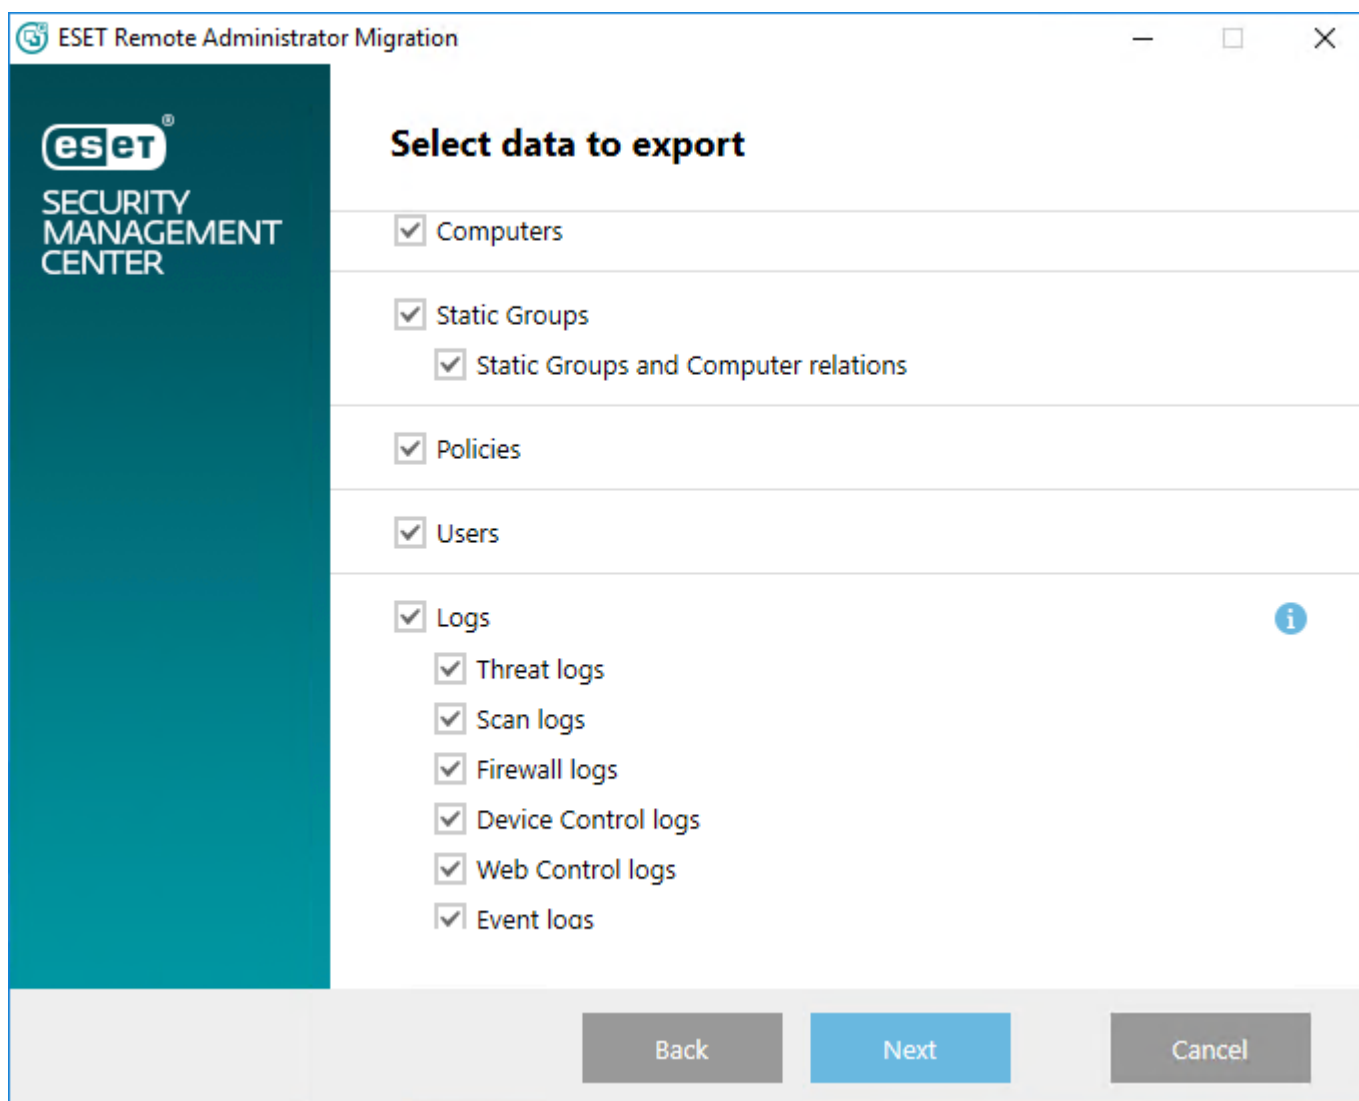 ESET Remote Administrator Migration
eseT®
SECURITY
MANAGEMENT
CENTER
Select data to export
Computers
Static Groups
Static Groups and Computer relations
Policies
Users
Logs
i
Threat logs
Scan logs
Firewall logs
Device Control logs
Web Control logs
Event logs
Back
Next
Cancel